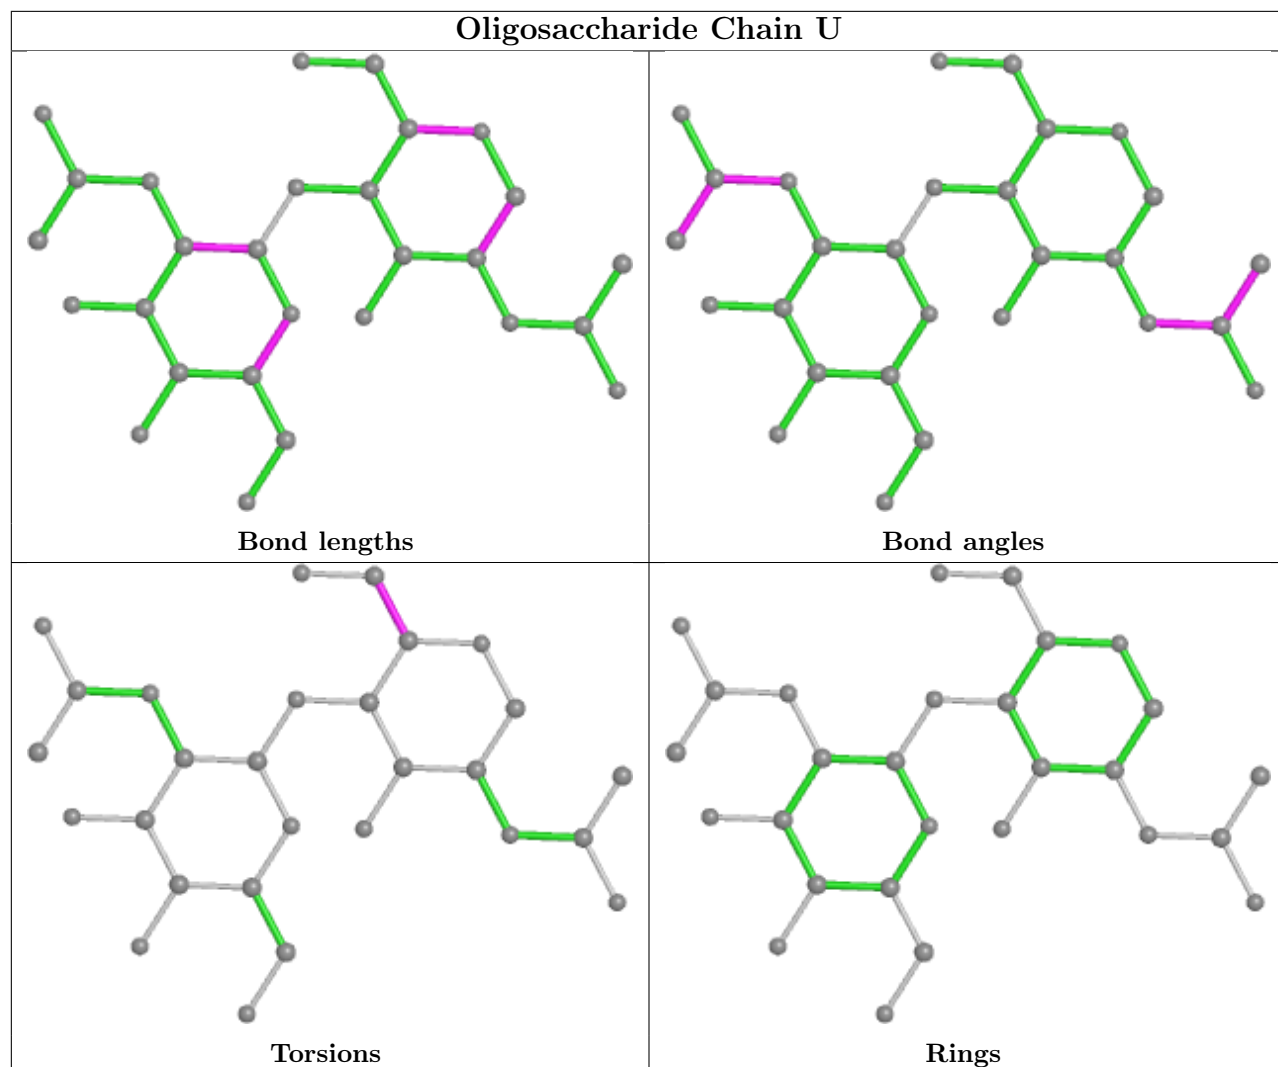 Oligosaccharide Chain U
Bond lengths
Bond angles
Torsions
Rings